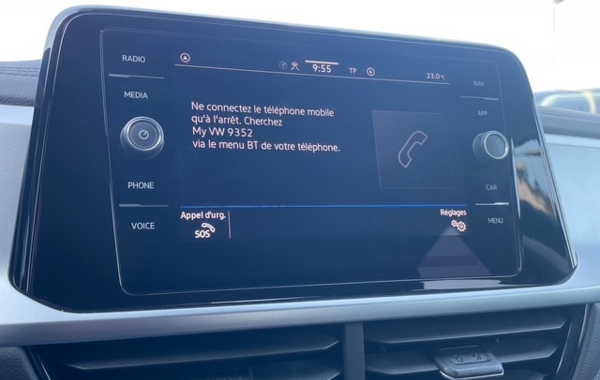 RADIO
MEDIA
PHONE
VOICE
9:55 TP 23.0°C
Ne connectez le téléphone mobile
qu'à l'arrêt. Cherchez
My VW 9352
via le menu BT de votre téléphone.
Appel d'urg.
SOS
Réglages
NAV
APP
CAR
MENU